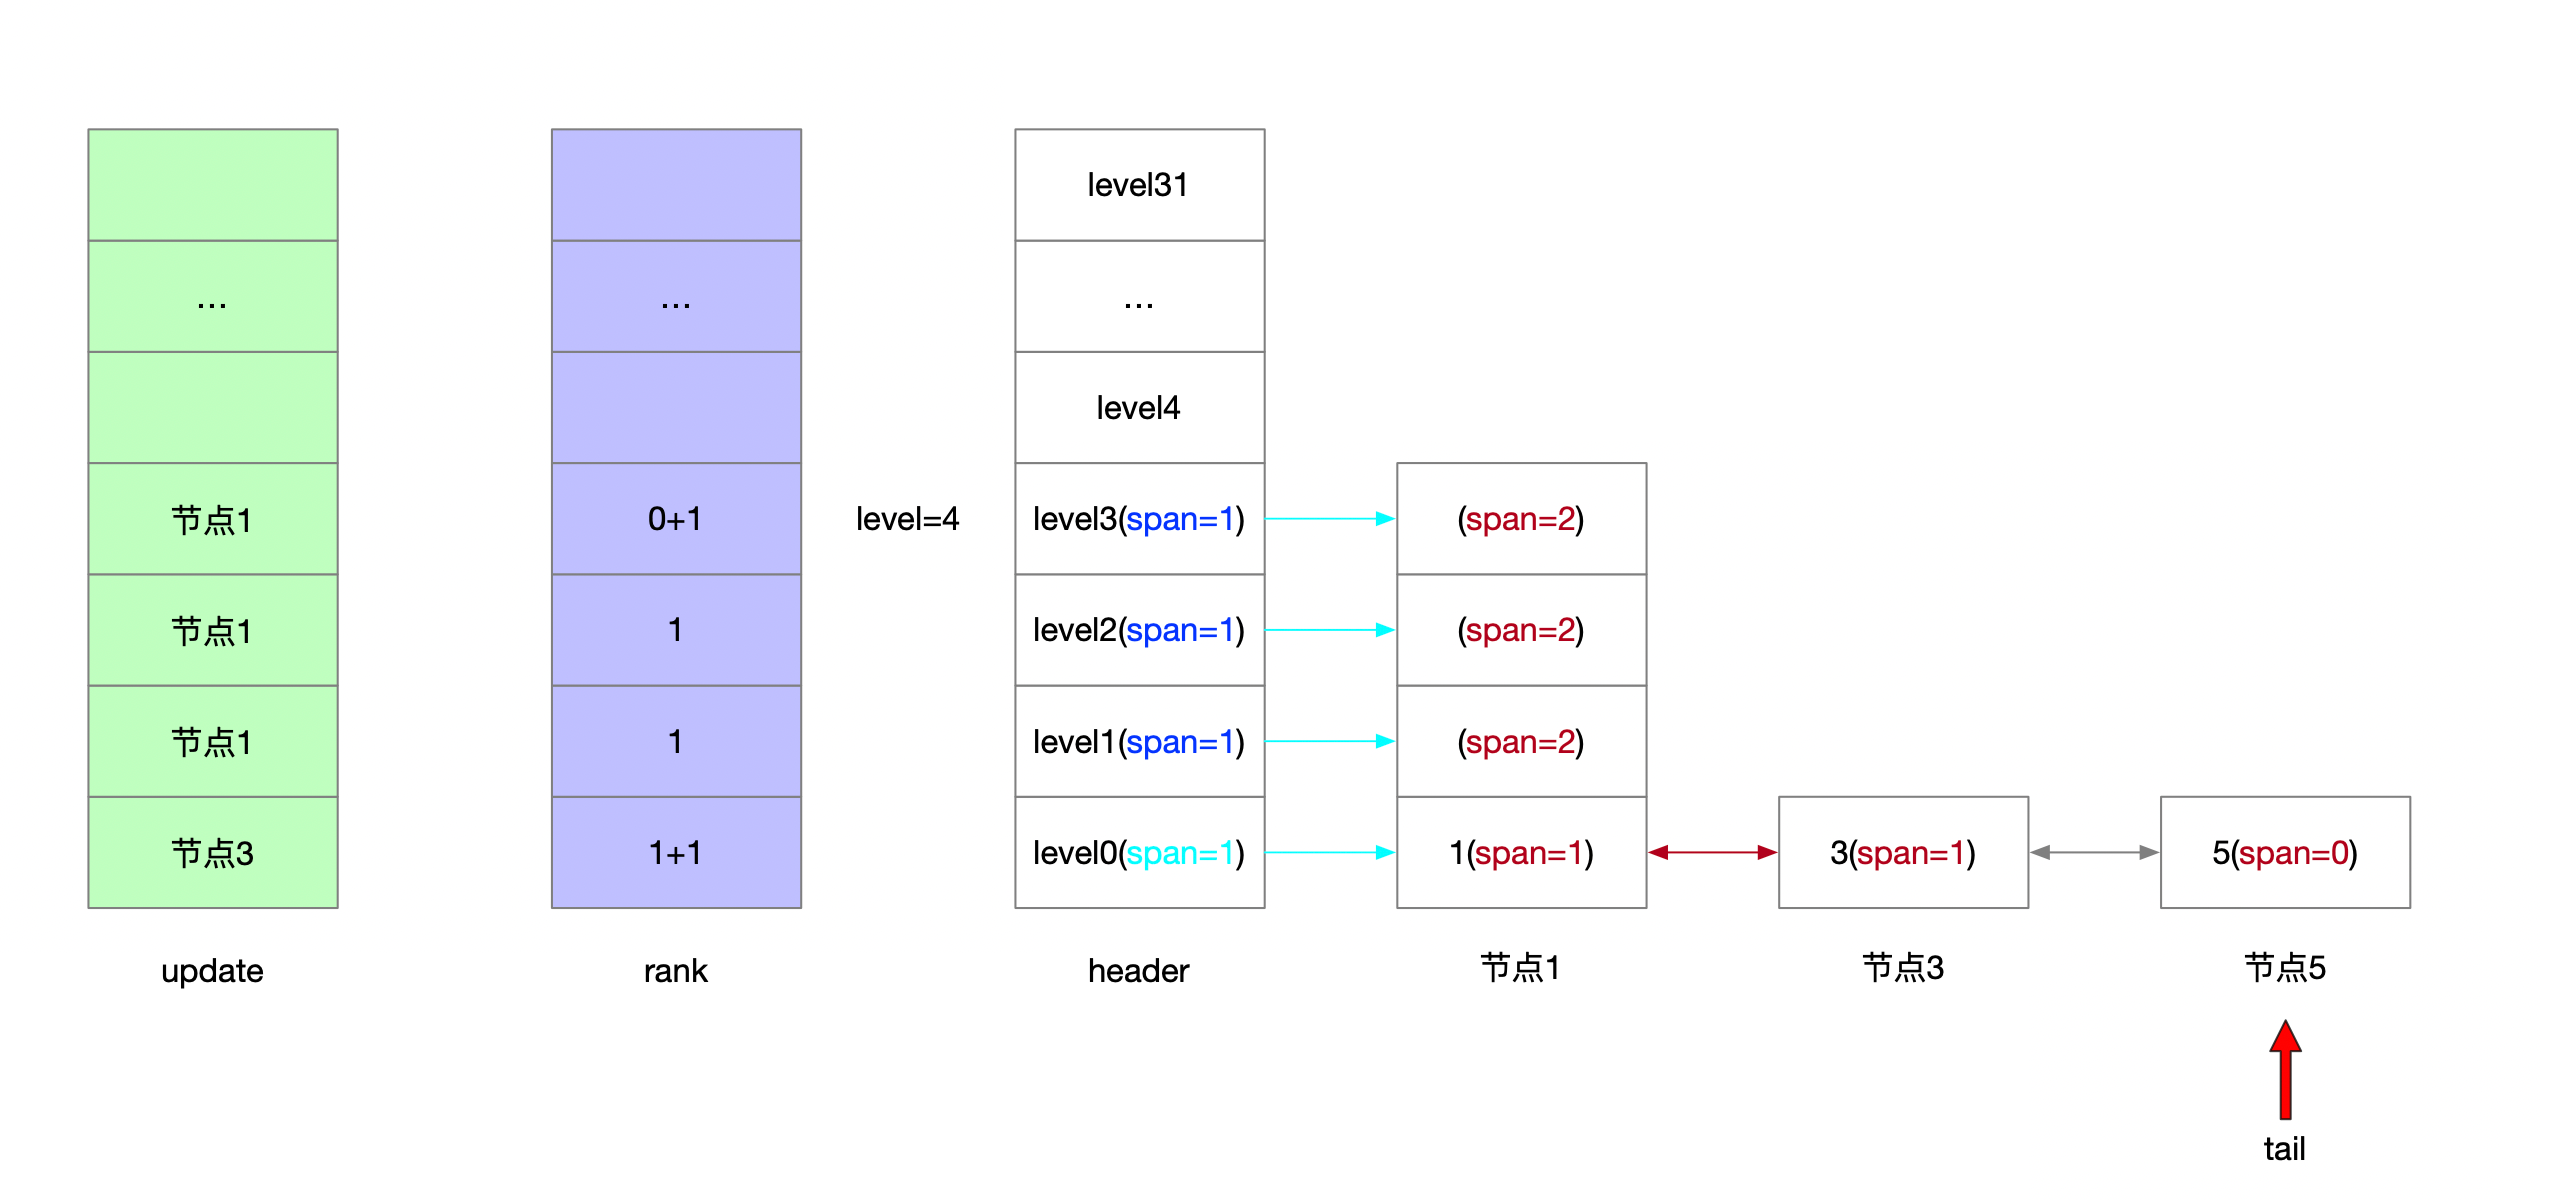 level31
... ... ...
level4
节点1 0+1 level=4 level3(span=1) (span=2)
节点1 1 level2(span=1) (span=2)
节点1 1 level1(span=1) (span=2)
节点3 1+1 level0(span=1) 1(span=1) 3(span=1) 5(span=0)
update rank header 节点1 节点3 节点5
tail